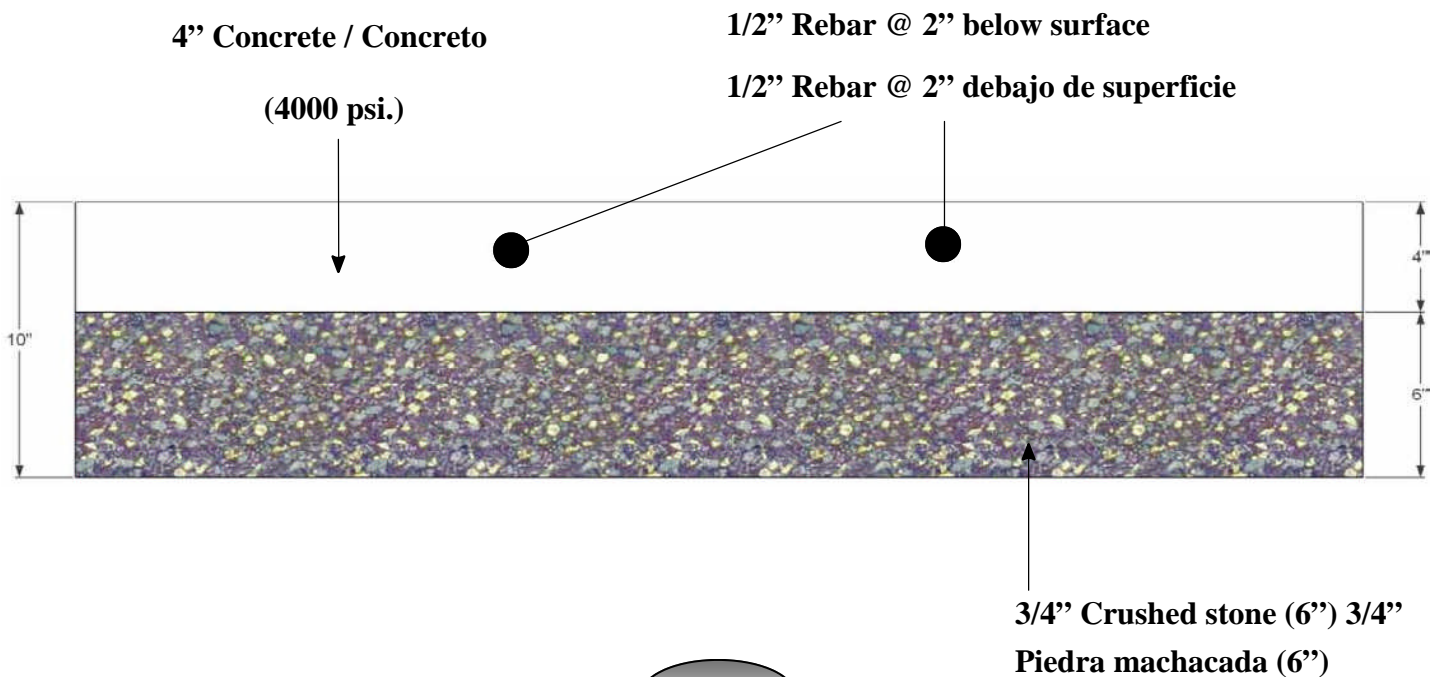 4” Concrete / Concreto
(4000 psi.)
1/2” Rebar @ 2” below surface
1/2” Rebar @ 2” debajo de superficie
10"
4"
6"
3/4” Crushed stone (6”) 3/4”
Piedra machacada (6”)